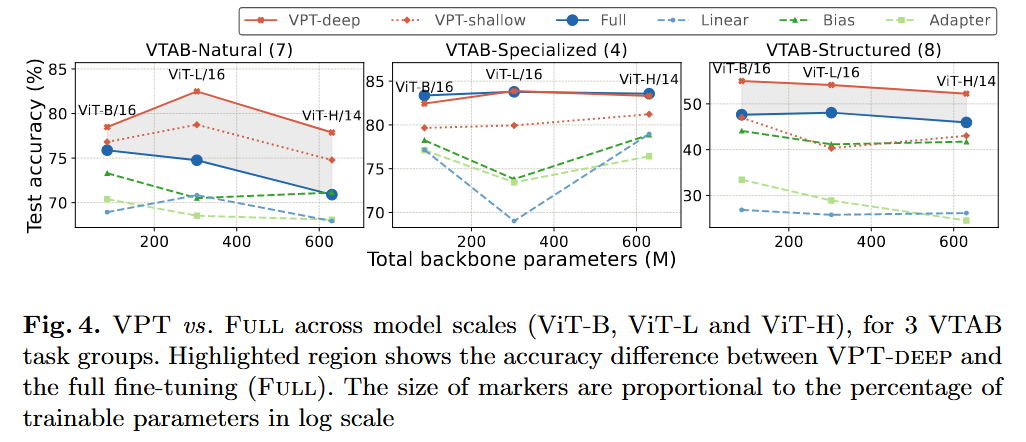 VPT-deep VPT-shallow Full Linear Bias Adapter
VTAB-Natural (7) VTAB-Specialized (4) VTAB-Structured (8)
Test accuracy (%)
85
80
75
70
ViT-B/16
ViT-L/16
ViT-H/14
200 400 600
85
80
75
70
ViT-B/16
ViT-L/16
ViT-H/14
200 400 600
50
40
30
ViT-B/16
ViT-L/16
ViT-H/14
200 400 600
Total backbone parameters (M)
Fig. 4. VPT vs. FULL across model scales (ViT-B, ViT-L and ViT-H), for 3 VTAB
task groups. Highlighted region shows the accuracy difference between VPT-DEEP and
the full fine-tuning (FULL). The size of markers are proportional to the percentage of
trainable parameters in log scale